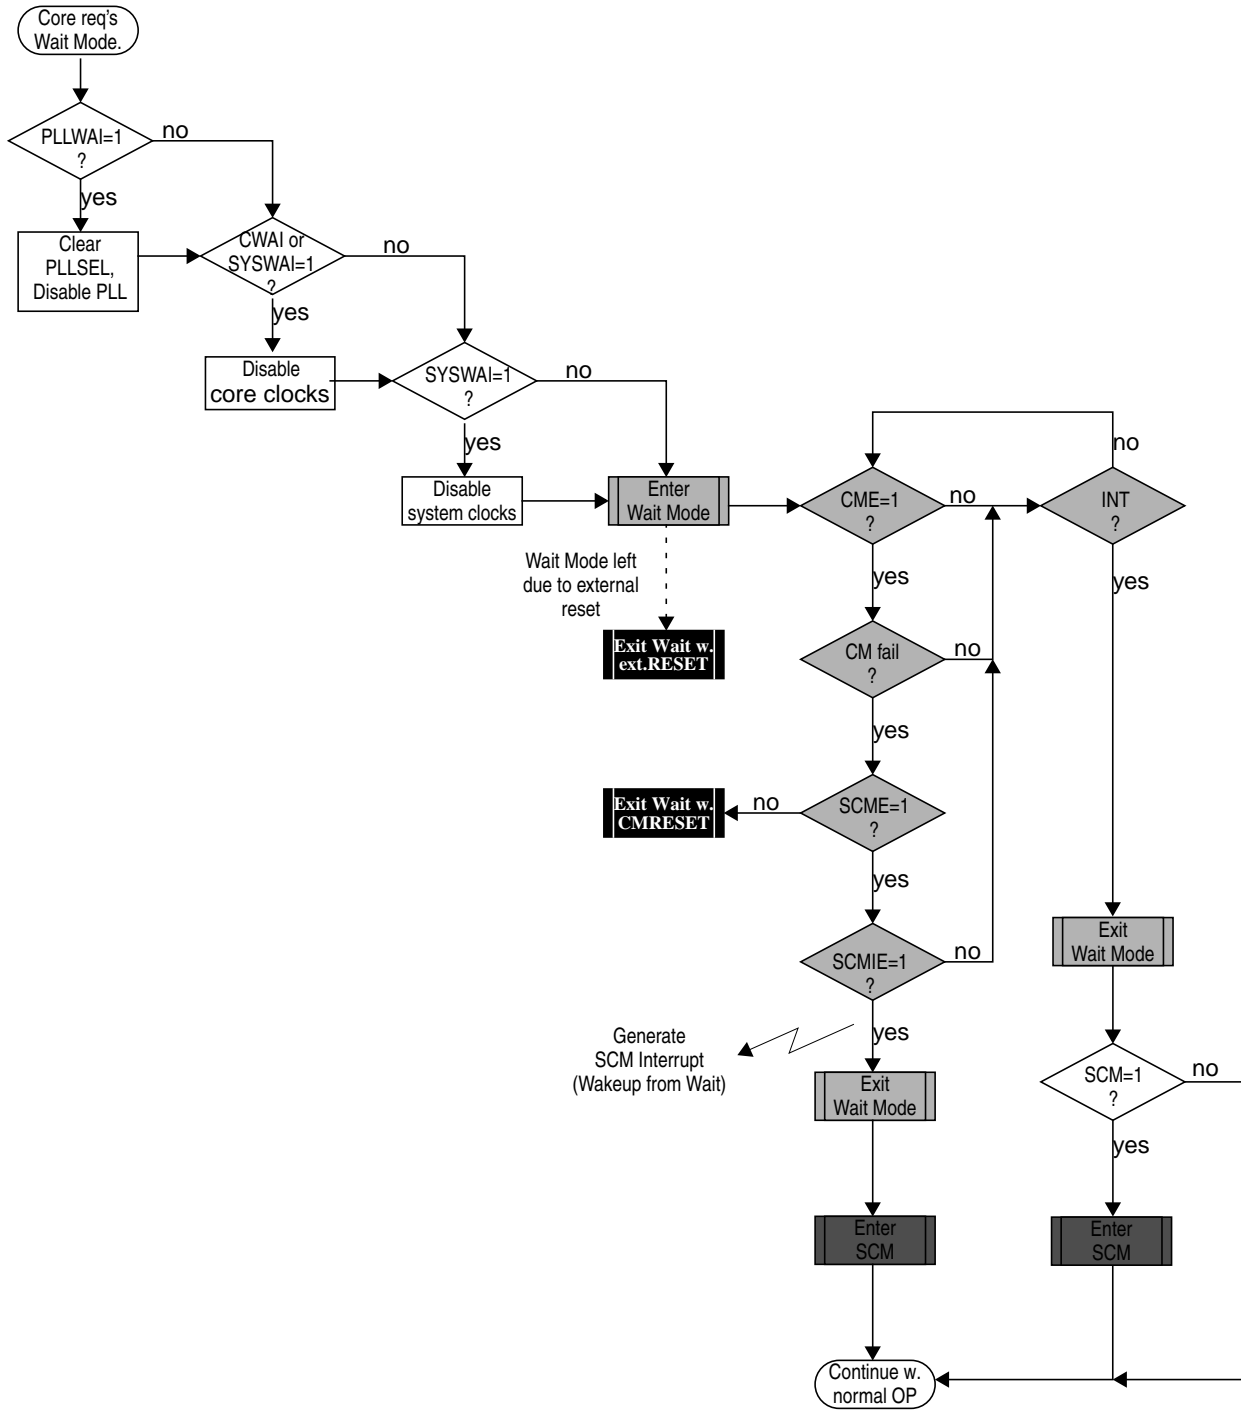 Core req's
Wait Mode.
PLLWAI=1
?
no
yes
Clear
PLLSEL,
Disable PLL
CWAI or
SYSWAI=1
?
no
yes
Disable
core clocks
SYSWAI=1
?
no
yes
Disable
system clocks
Enter
Wait Mode
Wait Mode left
due to external
reset
Exit Wait w.
ext.RESET
CME=1
?
no
yes
INT
?
no
yes
CM fail
?
no
yes
SCME=1
?
no
yes
Exit Wait w.
CMRESET
SCMIE=1
?
no
yes
Generate
SCM Interrupt
(Wakeup from Wait)
Exit
Wait Mode
Enter
SCM
Exit
Wait Mode
SCM=1
?
no
yes
Enter
SCM
Continue w.
normal OP